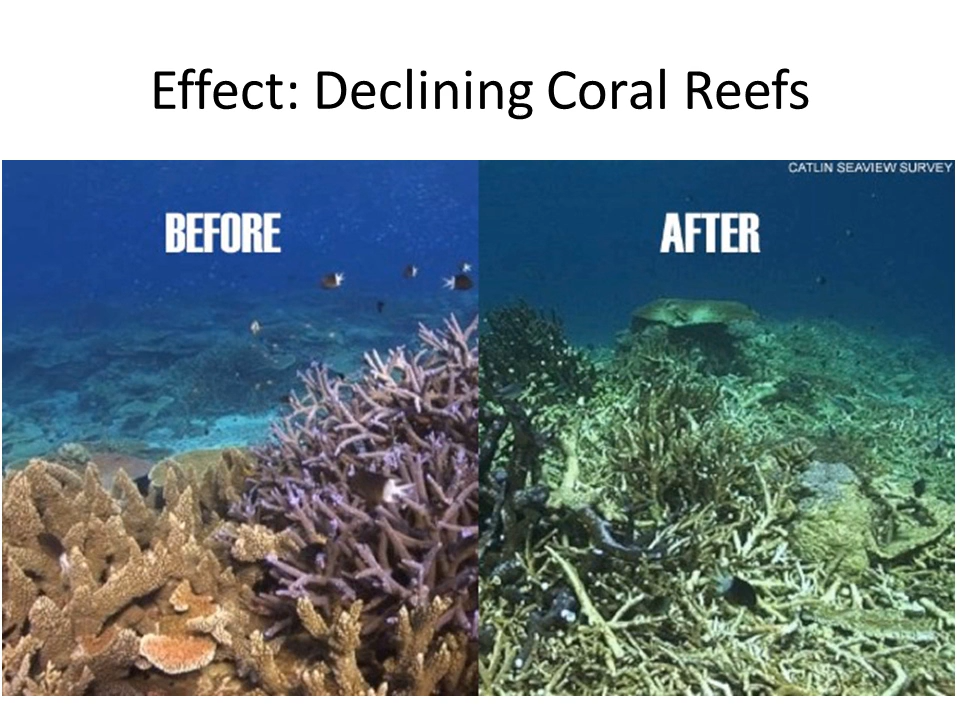 Effect: Declining Coral Reefs
CATLIN SEAVIEW SURVEY
BEFORE
AFTER